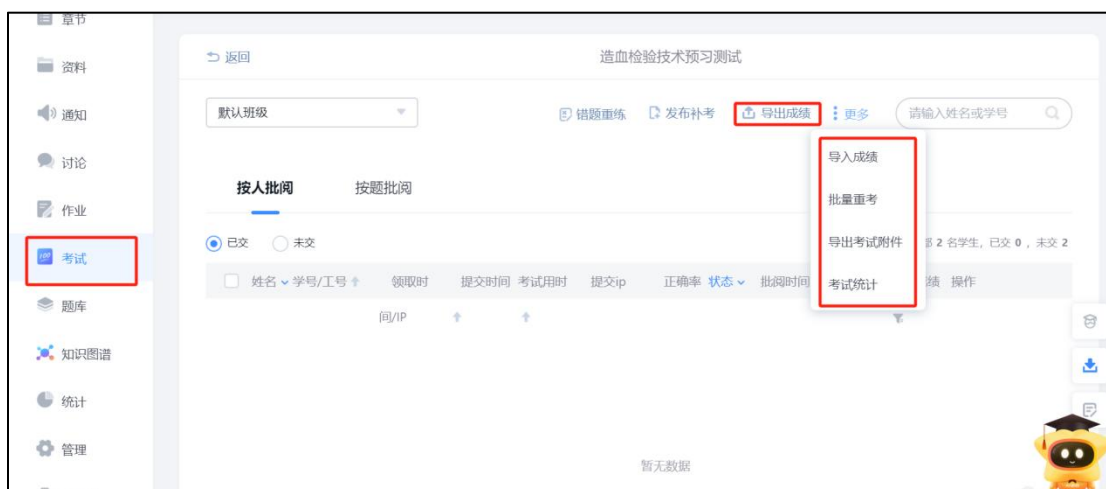 章节
资料
通知
讨论
作业
考试
题库
知识图谱
统计
管理
返回
造血检验技术预习测试
默认班级
错题重练 发布补考 导出成绩 更多 请输入姓名或学号
导入成绩
批量重考
导出考试附件
考试统计
按人批阅 按题批阅
已交 未交
2 名学生, 已交 0 , 未交 2
姓名 学号/工号 领取时 提交时间 考试用时 提交ip 正确率 状态 批阅时间 绩 操作
间/IP
暂无数据